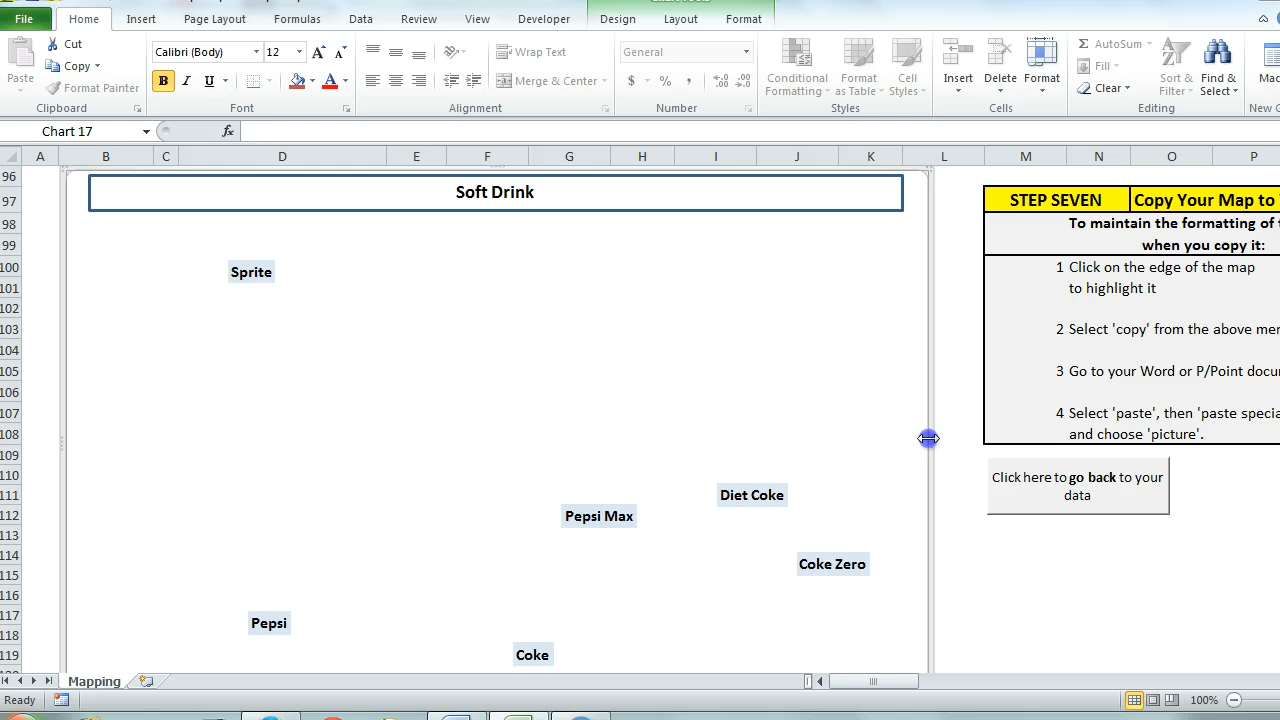 File Home Insert Page Layout Formulas Data Review View Developer Design Layout Format
Cut
Copy
Format Painter
Paste
Clipboard
Calibri (Body) 12
B I U
Font
Wrap Text
Merge & Center
Alignment
General
$ % ,
Number
Conditional Formatting
Format as Table
Cell Styles
Styles
Insert Delete Format
Cells
AutoSum
Fill
Clear
Sort & Filter
Find & Select
Editing
Mac
New
Chart 17
fx
A B C D E F G H I J K L M N O P
96
97
98
99
100
101
102
103
104
105
106
107
108
109
110
111
112
113
114
115
116
117
118
119
Soft Drink
Sprite
Diet Coke
Pepsi Max
Coke Zero
Pepsi
Coke
STEP SEVEN Copy Your Map to
To maintain the formatting of
when you copy it:
1 Click on the edge of the map
to highlight it
2 Select 'copy' from the above
3 Go to your Word or P/Point
4 Select 'paste', then 'paste
and choose 'picture'.
Click here to go back to your
data
Mapping
Ready
100%